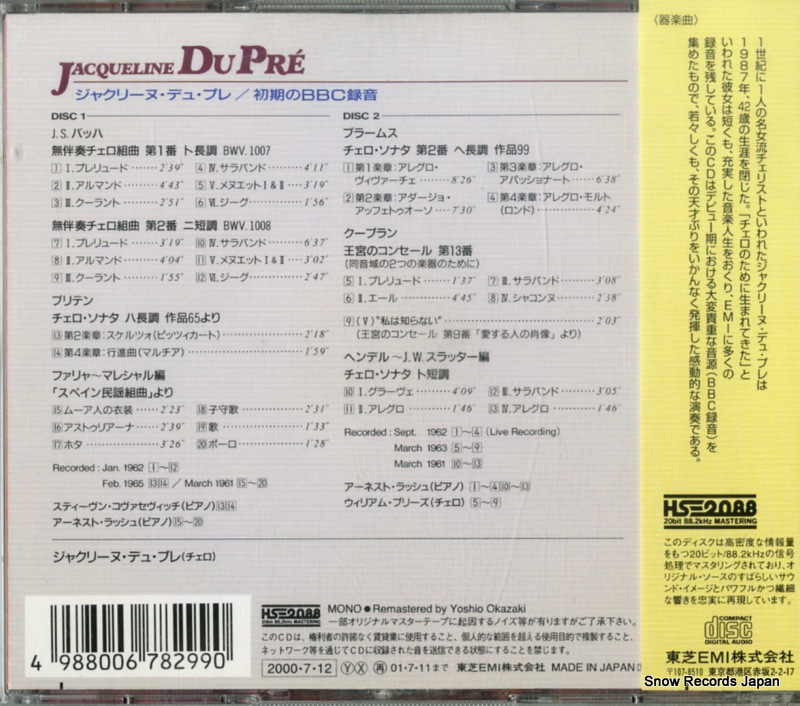 JACQUELINE DU PRÉ
ジャクリーヌ・デュ・プレ/初期のBBC録音
DISC 1
J.S.バッハ
無伴奏チェロ組曲 第1番 ト長調 BWV.1007
1 I.プレリュード……2'39" 4 IV.サラバンド……4'11"
2 II.アルマンド……4'43" 5 V.メヌエットI&II…3'19"
3 III.クーラント……2'51" 6 VI.ジーグ……1'56"
無伴奏チェロ組曲 第2番 ニ短調 BWV.1008
7 I.プレリュード……3'19" 10 IV.サラバンド……6'37"
8 II.アルマンド……4'04" 11 V.メヌエットI&II…3'02"
9 III.クーラント……1'55" 12 VI.ジーグ……2'47"
ブリテン
チェロ・ソナタ ハ長調 作品65より
13 第2楽章:スケルツォ(ピッツィカート)……2'18"
14 第4楽章:行進曲(マルチア)……1'59"
ファリャ~マレシャル編
「スペイン民謡組曲」より
15 ムーア人の衣装……2'23" 18 子守歌……2'31"
16 アストゥリアーナ……2'39" 19 歌……1'33"
17 ホタ……3'26" 20 ポーロ……1'28"
Recorded : Jan. 1962 1~12
Feb. 1965 13 14 / March 1961 15~20
スティーヴン・コヴァセヴィッチ(ピアノ)13 14
アーネスト・ラッシュ(ピアノ)15~20
DISC 2
ブラームス
チェロ・ソナタ 第2番 ヘ長調 作品99
1 第1楽章:アレグロ・ 3 第3楽章:アレグロ・
ヴィヴァーチェ……8'26" アパッショナート……6'38"
2 第2楽章:アダージョ・ 4 第4楽章:アレグロ・モルト
アッフェトゥオーソ…7'30" (ロンド)……4'24"
クープラン
王宮のコンセール 第13番
(同音域の2つの楽器のために)
5 I.プレリュード……1'37" 7 III.サラバンド……3'08"
6 II.エール……4'45" 8 IV.シャコンヌ……2'38"
9 (V)"私は知らない"……2'03"
(王宮のコンセール 第9番「愛する人の肖像」より)
ヘンデル~J.W.スラッター編
チェロ・ソナタ ト短調
10 I.グラーヴェ……4'09" 12 III.サラバンド……3'05"
11 II.アレグロ……1'46" 13 IV.アレグロ……1'46"
Recorded : Sept. 1962 1~4 (Live Recording)
March 1963 5~9
March 1961 10~13
アーネスト・ラッシュ(ピアノ)1~4 10~13
ウィリアム・プリーズ(チェロ)5~9
ジャクリーヌ・デュ・プレ(チェロ)
4 988006 782990
HS2088
20bit 88.2kHz MASTERING
MONO ● Remastered by Yoshio Okazaki
一部オリジナルマスターテープに起因するノイズ等が有りますがご了承下さい。
このCDは、権利者の許諾なく賃貸業に使用すること、個人的な範囲を超える使用目的で複製すること、
ネットワーク等を通じてCDに収録された音を送信できる状態にすることを禁じます。
2000・7・12 YX 再 01・7・11まで 東芝EMI株式会社 MADE IN JAPAN
〈器楽曲〉
1世紀に1人の名女流チェリストといわれたジャクリーヌ・デュ・プレは
1987年、42歳の生涯を閉じた。「チェロのために生まれてきた」と
いわれた彼女は短くも、充実した音楽人生をおくり、EMIに多くの
録音を残している。このCDはデビュー期における大変貴重な音源(BBC録音)を
集めたもので、若々しくも、その天才ぶりをいかんなく発揮した感動的な演奏である。
HS2088
20bit 88.2kHz MASTERING
このディスクは高密度な情報量
をもつ20ビット/88.2kHzの信号
処理でマスタリングされており、オ
リジナル・ソースのすばらしいサウ
ンド・イメージとパワフルかつ繊細
な響きを忠実に再現しています。
COMPACT
disc
DIGITAL AUDIO
東芝EMI株式会社
〒107-8510 東京都港区赤坂2-2-17
Snow Records Japan